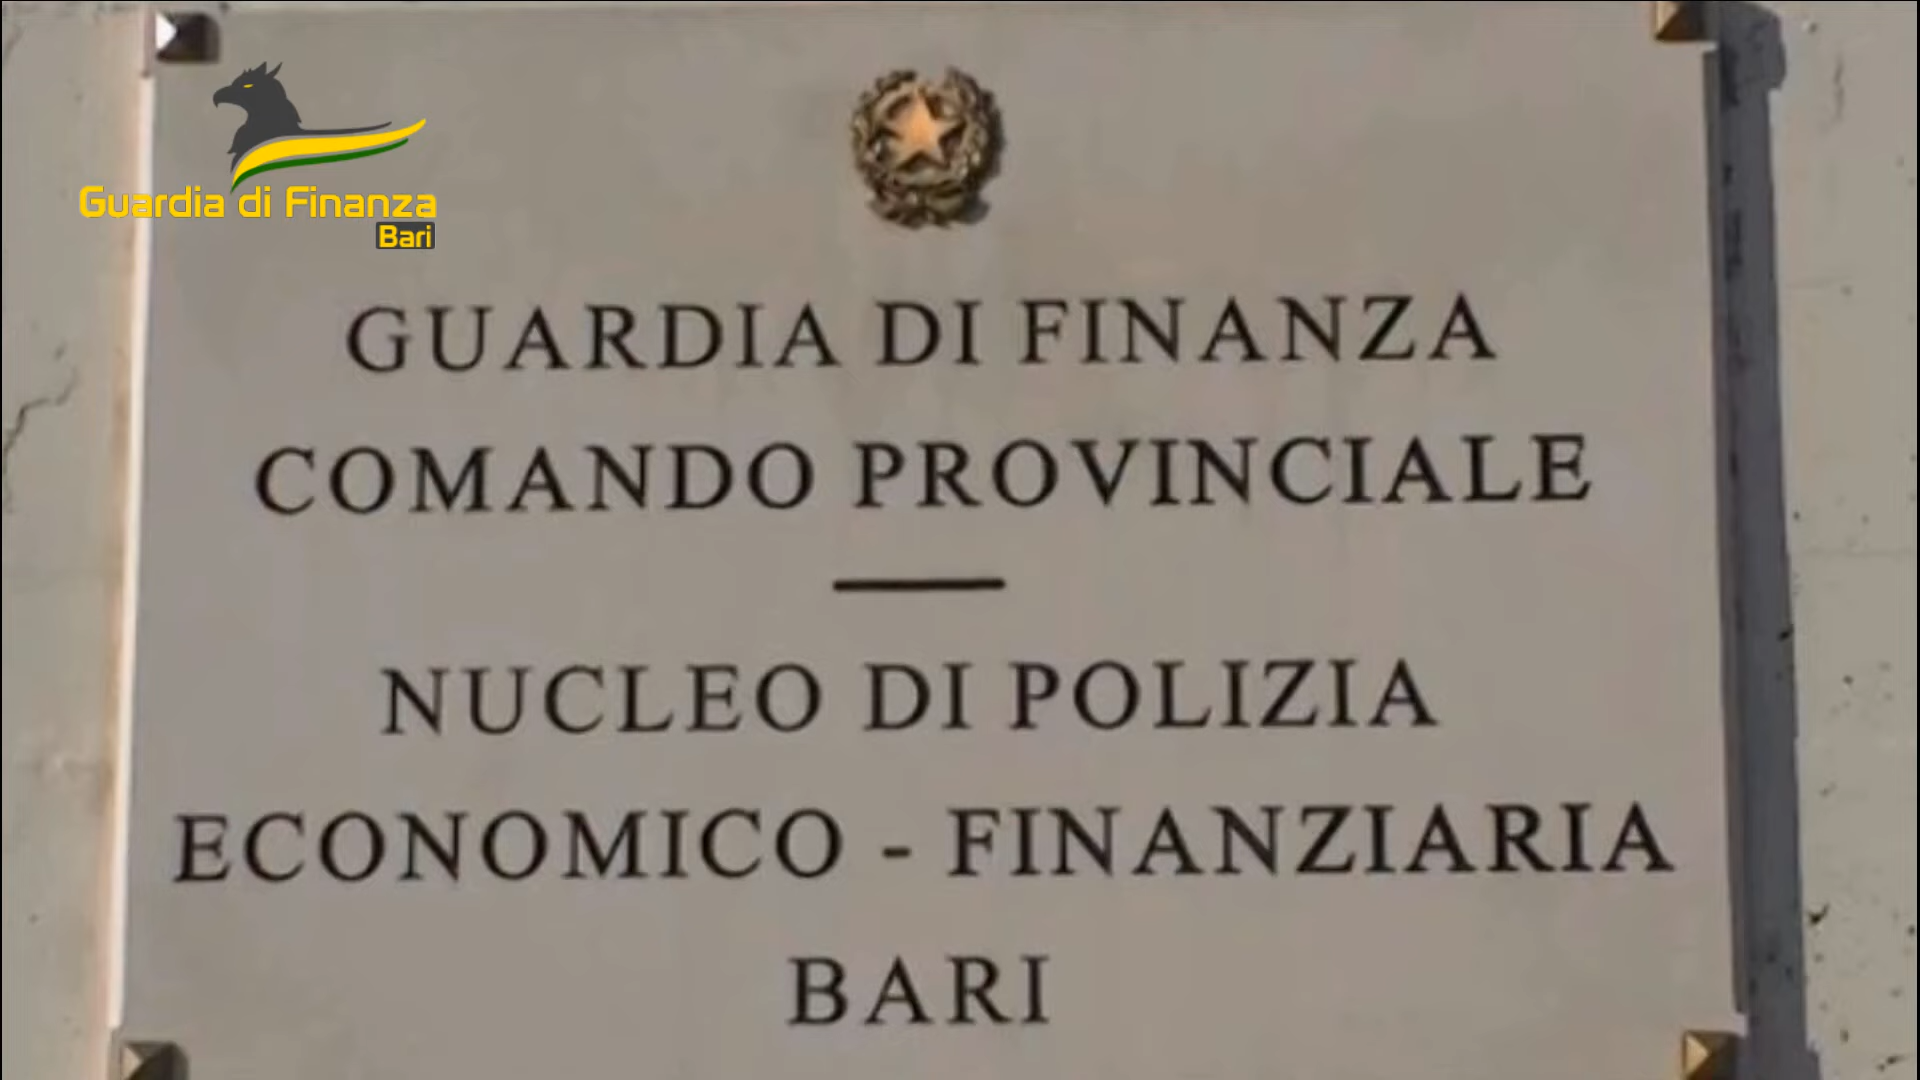 Guardia di Finanza
Bari
GUARDIA DI FINANZA
COMANDO PROVINCIALE
NUCLEO DI POLIZIA
ECONOMICO - FINANZIARIA
BARI